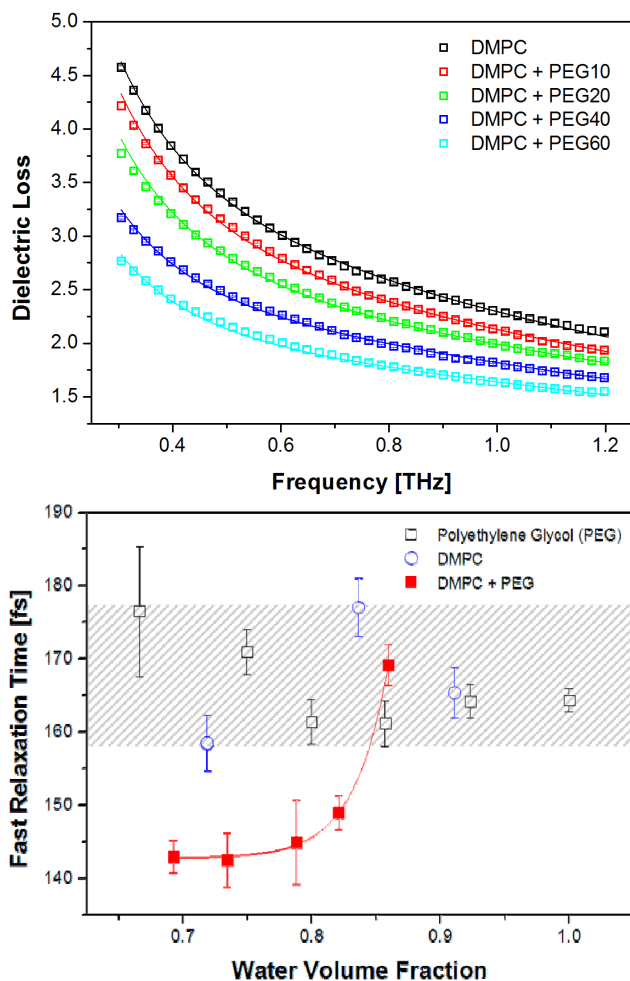 5.0
4.5
4.0
3.5
3.0
2.5
2.0
1.5
Dielectric Loss
DMPC
DMPC + PEG10
DMPC + PEG20
DMPC + PEG40
DMPC + PEG60
0.4 0.6 0.8 1.0 1.2
Frequency [THz]
190
180
170
160
150
140
Fast Relaxation Time [fs]
Polyethylene Glycol (PEG)
DMPC
DMPC + PEG
0.7 0.8 0.9 1.0
Water Volume Fraction